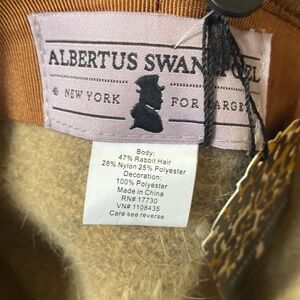 ALBERTUS SWANEPOEL
® NEW YORK FOR TARGET
Body:
47% Rabbit Hair
28% Nylon 25% Polyester
Decoration:
100% Polyester
Made in China
RN# 17730
VN# 1108435
Care see reverse